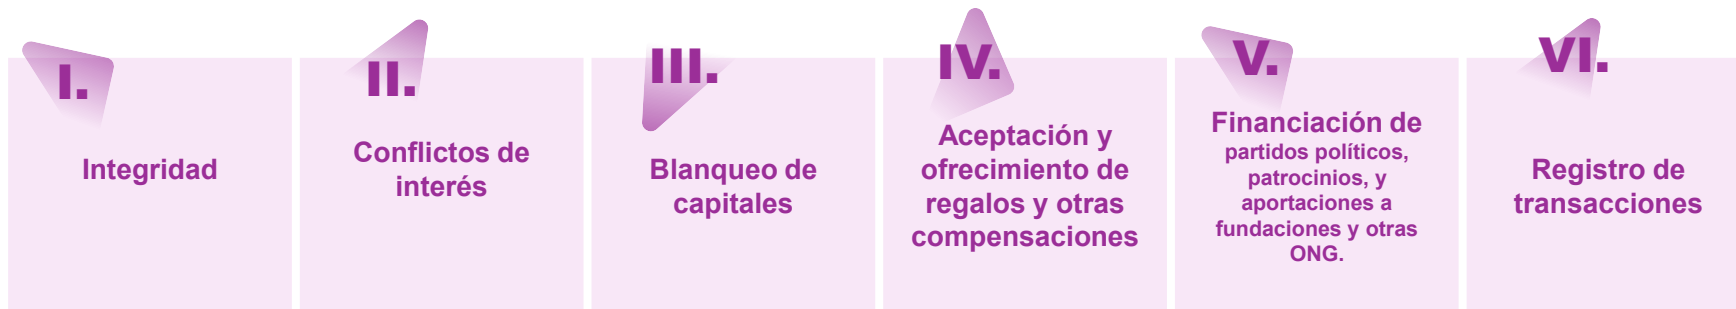 I.
Integridad
II.
Conflictos de
interés
III.
Blanqueo de
capitales
IV.
Aceptación y
ofrecimiento de
regalos y otras
compensaciones
V.
Financiación de
partidos políticos,
patrocinios, y
aportaciones a
fundaciones y otras
ONG.
VI.
Registro de
transacciones